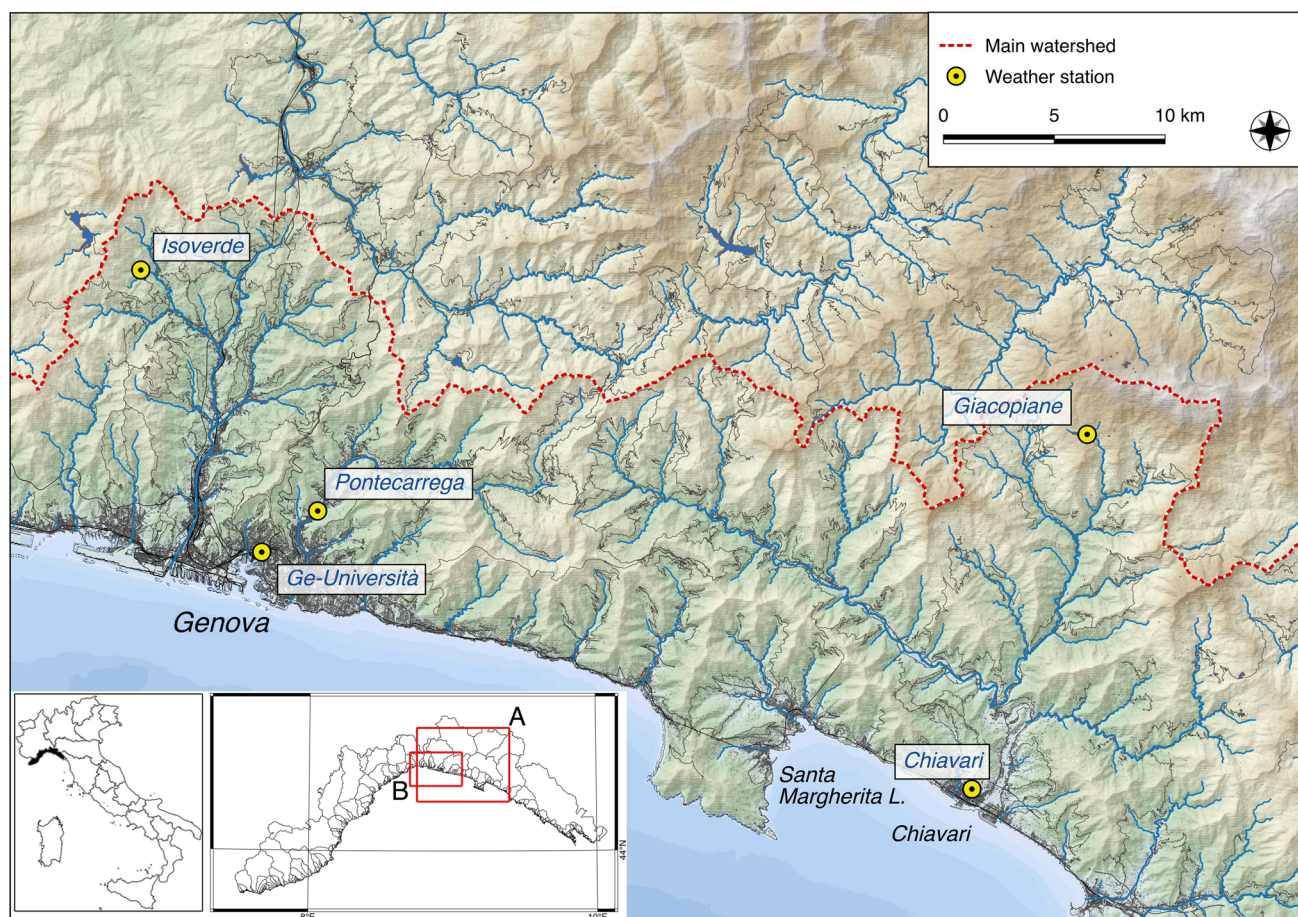 Main watershed
Weather station
0 5 10 km
Isoverde
Giacopiane
Pontecarrega
Ge-Università
Genova
Chiavari
Santa
Margherita L.
Chiavari
A
B
44°N
8°E
10°E